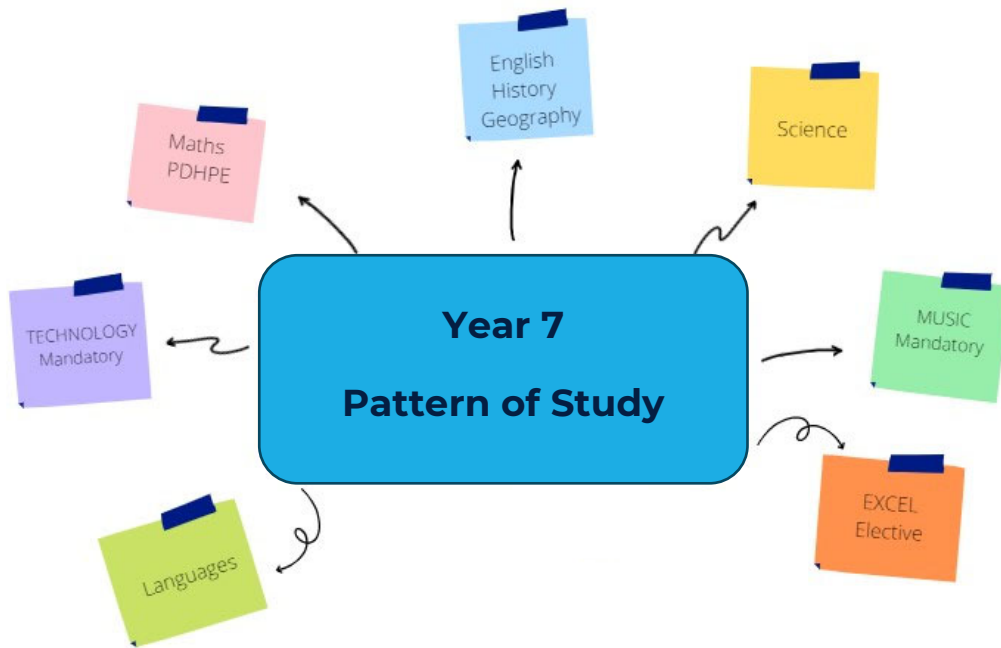 English
History
Geography
Science
Maths
PDHPE
Year 7
Pattern of Study
TECHNOLOGY
Mandatory
MUSIC
Mandatory
EXCEL
Elective
Languages